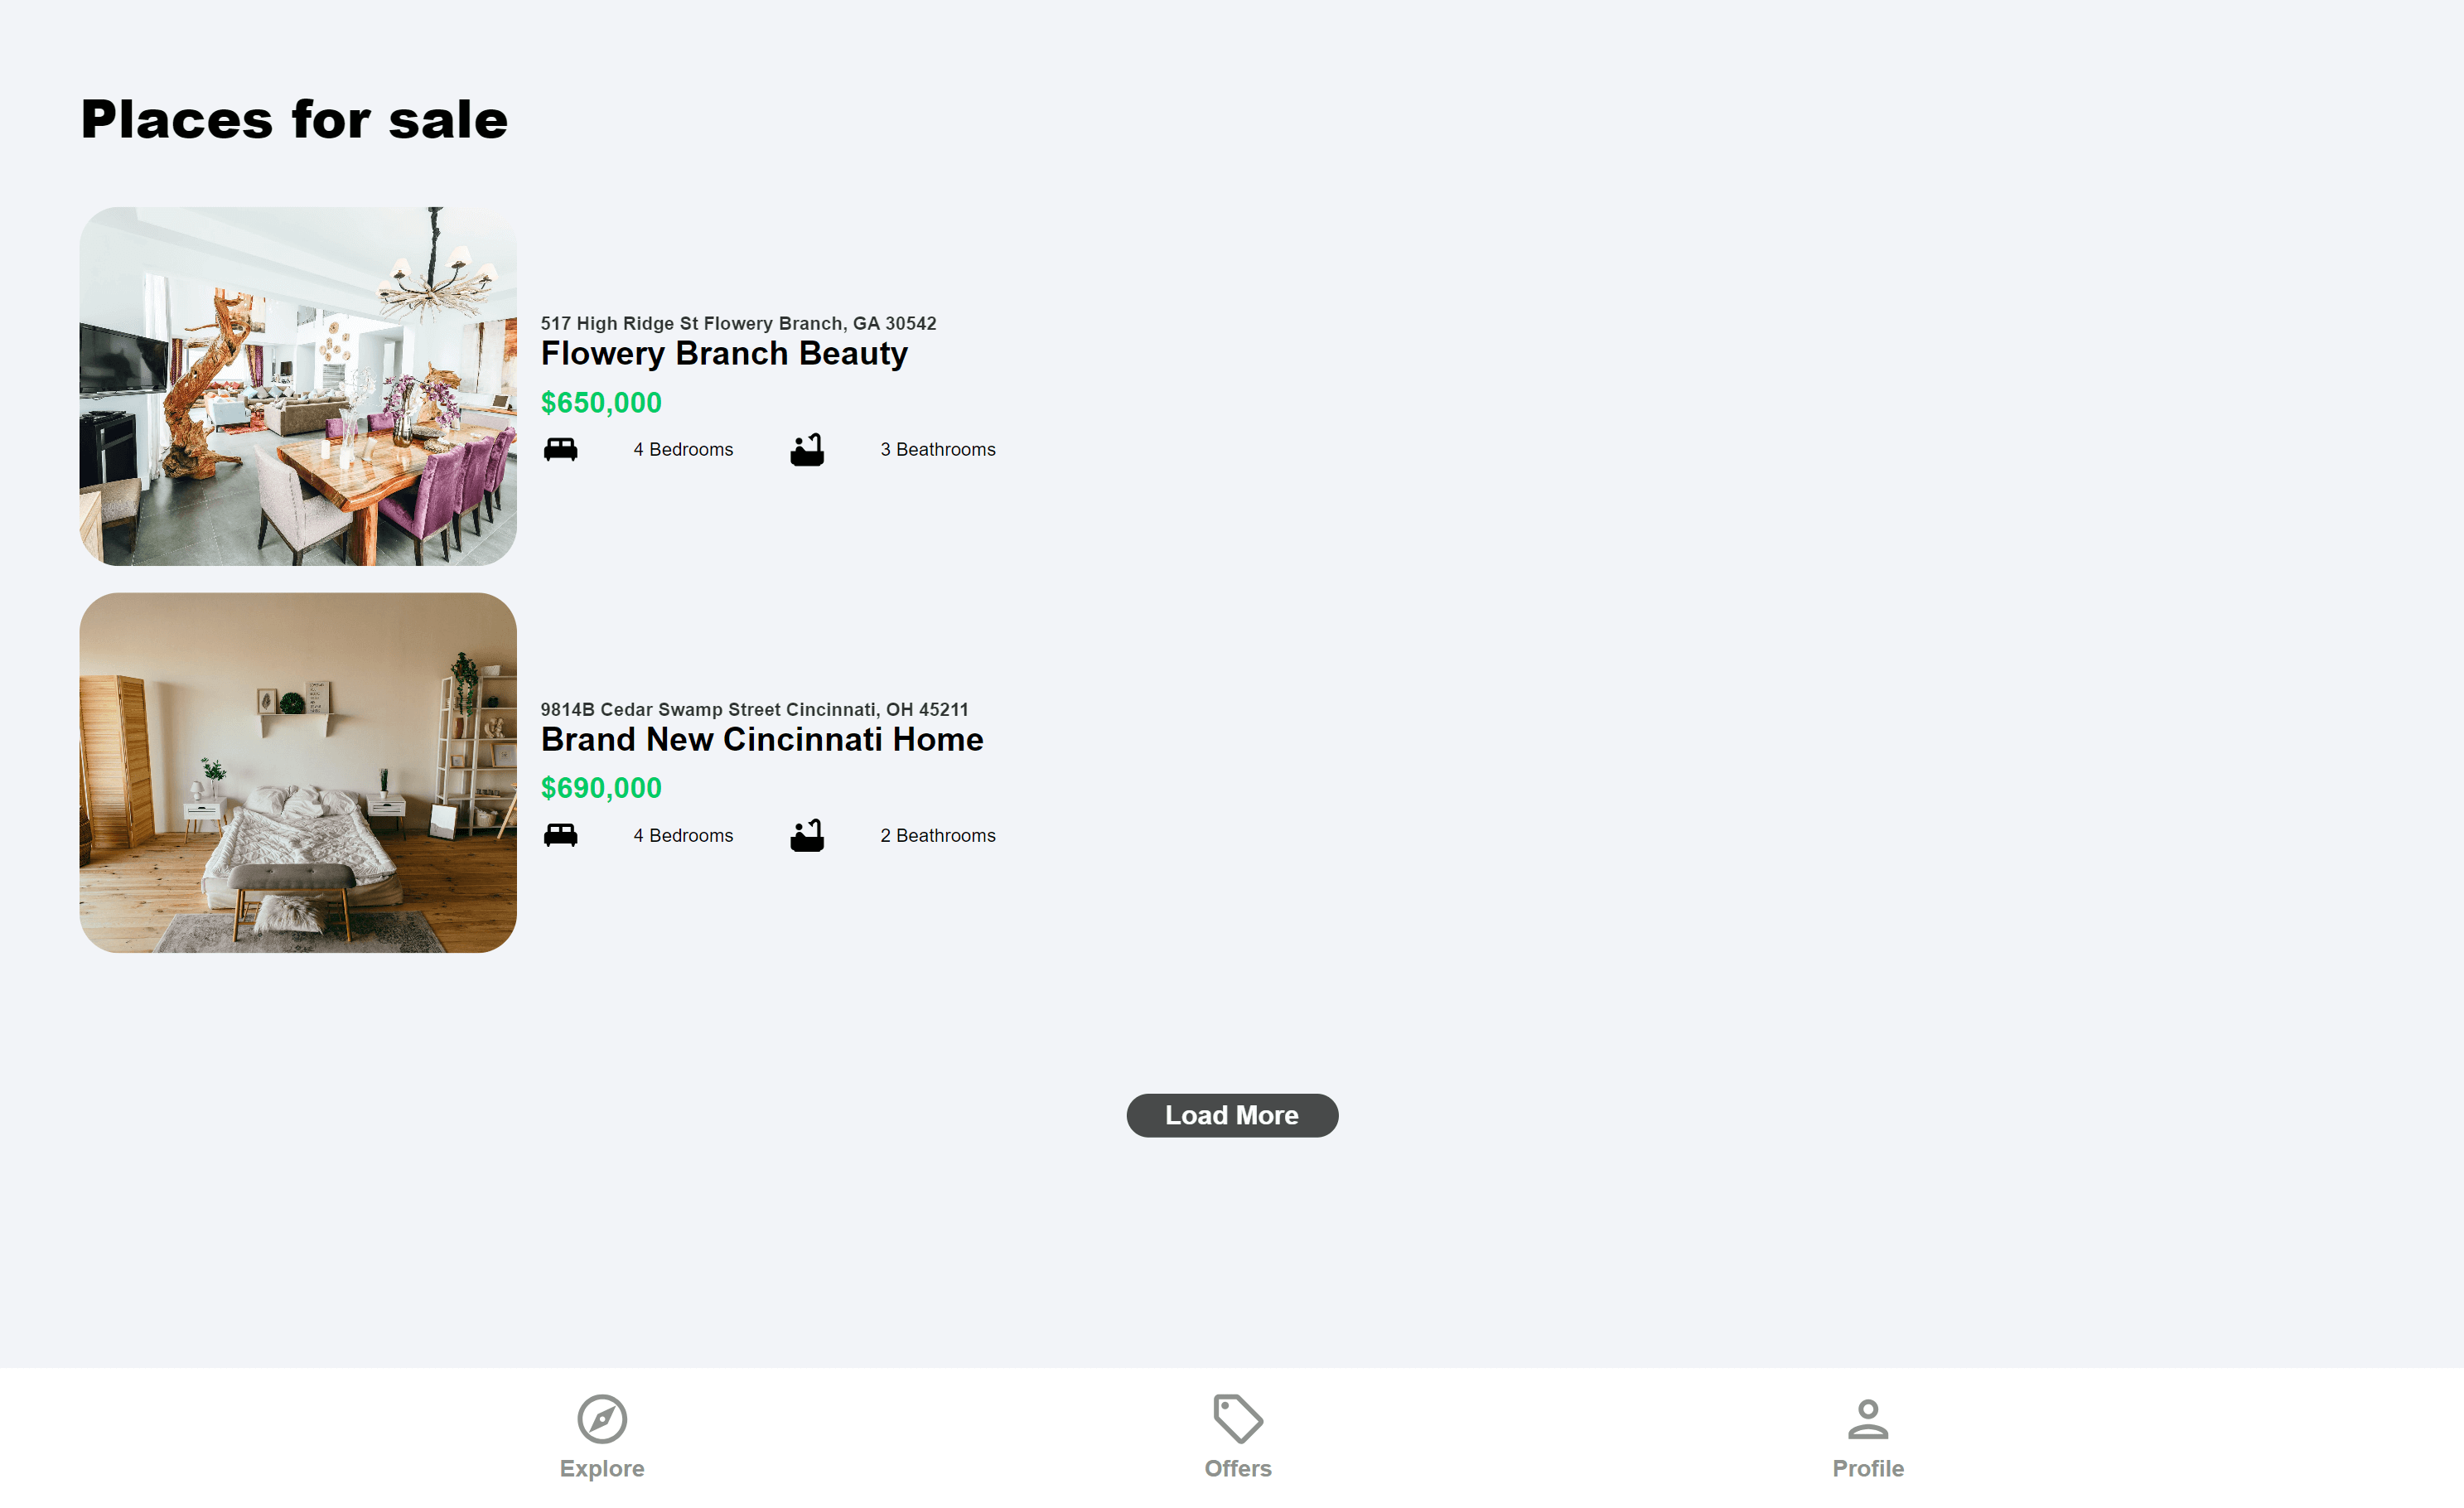 Places for sale
517 High Ridge St Flowery Branch, GA 30542
Flowery Branch Beauty
$650,000
4 Bedrooms 3 Beathrooms
9814B Cedar Swamp Street Cincinnati, OH 45211
Brand New Cincinnati Home
$690,000
4 Bedrooms 2 Beathrooms
Load More
Explore Offers Profile